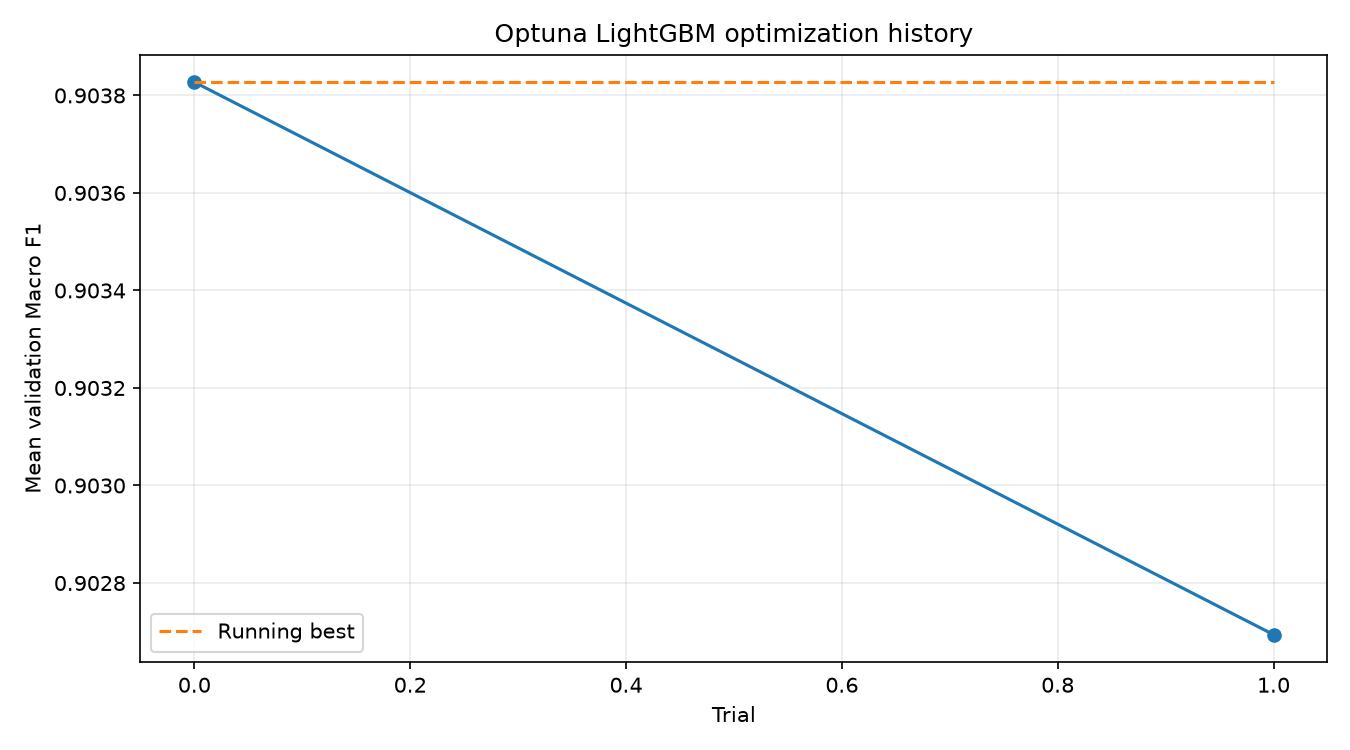 Optuna LightGBM optimization history
Mean validation Macro F1
0.9038
0.9036
0.9034
0.9032
0.9030
0.9028
Running best
0.0 0.2 0.4 0.6 0.8 1.0
Trial